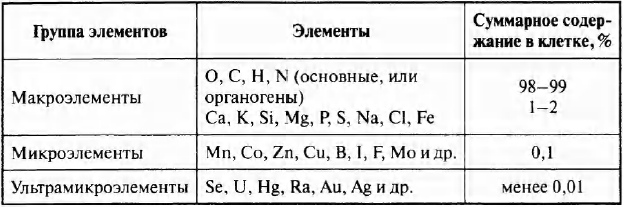 Группа элементов
Элементы
Суммарное содер-
жание в клетке, %
Макроэлементы
O, C, H, N (основные, или
органогены)
Ca, K, Si, Mg, P, S, Na, Cl, Fe
98–99
1–2
Микроэлементы
Mn, Co, Zn, Cu, B, I, F, Mo и др.
0,1
Ультрамикроэлементы
Se, U, Hg, Ra, Au, Ag и др.
менее 0,01